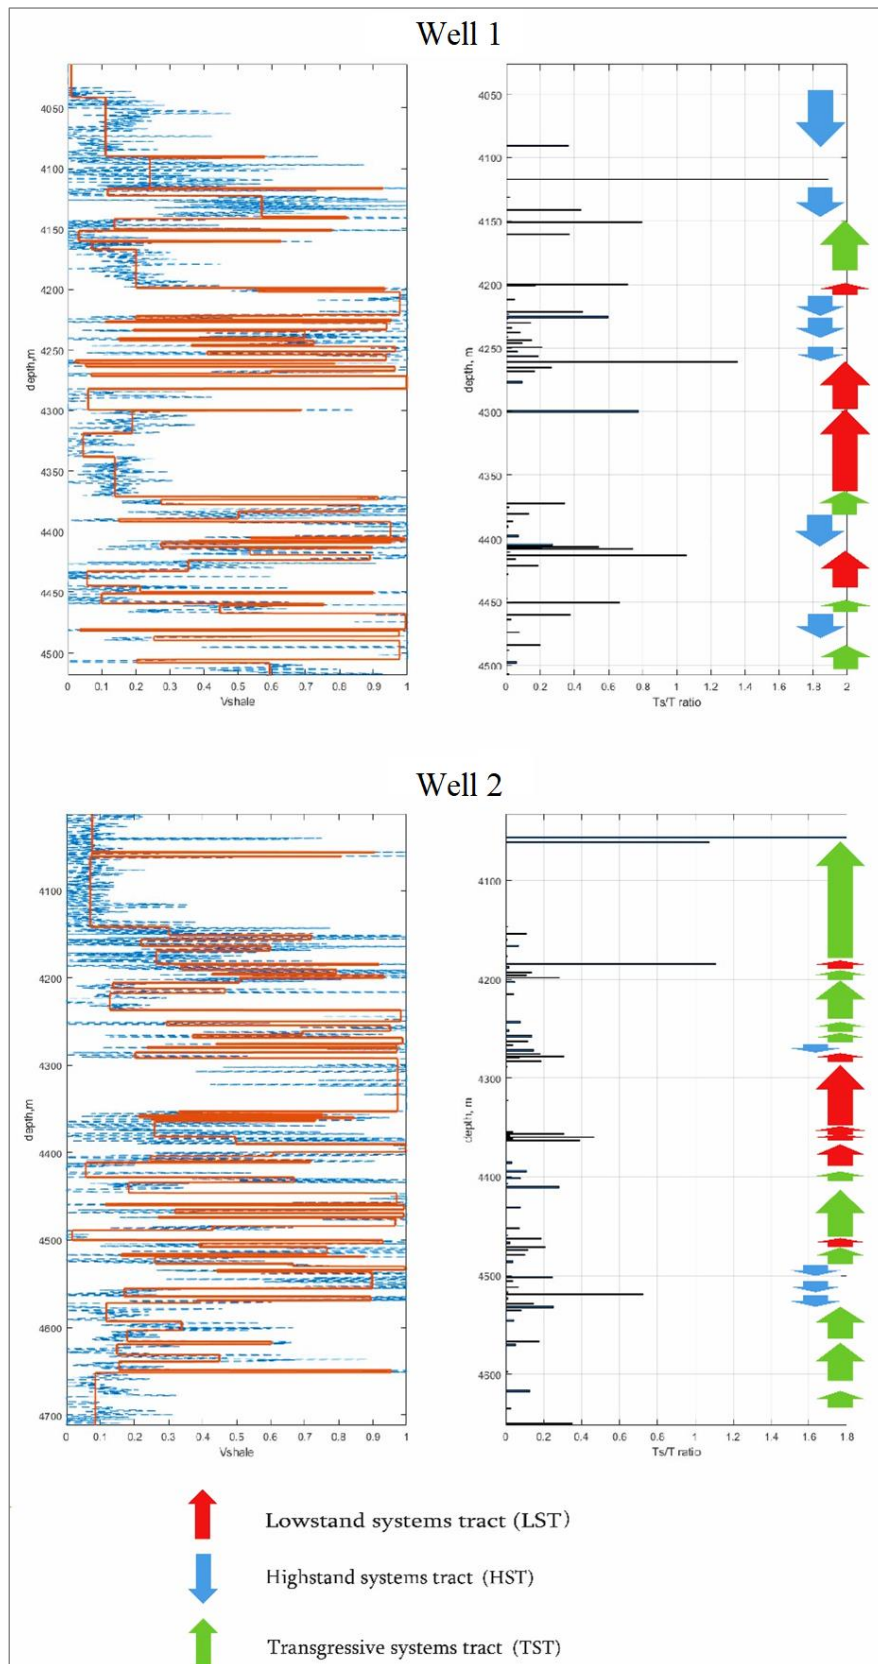 Well 1
4050
4100
4150
4200
4250
4300
4350
4400
4450
4500
depth,m
0 0.1 0.2 0.3 0.4 0.5 0.6 0.7 0.8 0.9 1
Vshale
4050
4100
4150
4200
4250
4300
4350
4400
4450
4500
depth, m
0 0.2 0.4 0.6 0.8 1 1.2 1.4 1.6 1.8 2
Ts/T ratio
Well 2
4100
4200
4300
4400
4500
4600
4700
depth,m
0 0.1 0.2 0.3 0.4 0.5 0.6 0.7 0.8 0.9 1
Vshale
4100
4200
4300
4400
4500
4600
depth, m
0 0.2 0.4 0.6 0.8 1 1.2 1.4 1.6 1.8
Ts/T ratio
Lowstand systems tract (LST)
Highstand systems tract (HST)
Transgressive systems tract (TST)